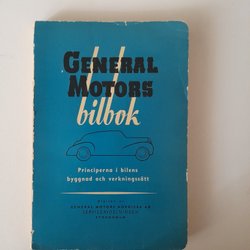 GENERAL
MOTORS
bilbok
Principerna i bilens
byggnad och verkningssätt
GENERAL MOTORS NORDISKA AB
STOCKHOLM